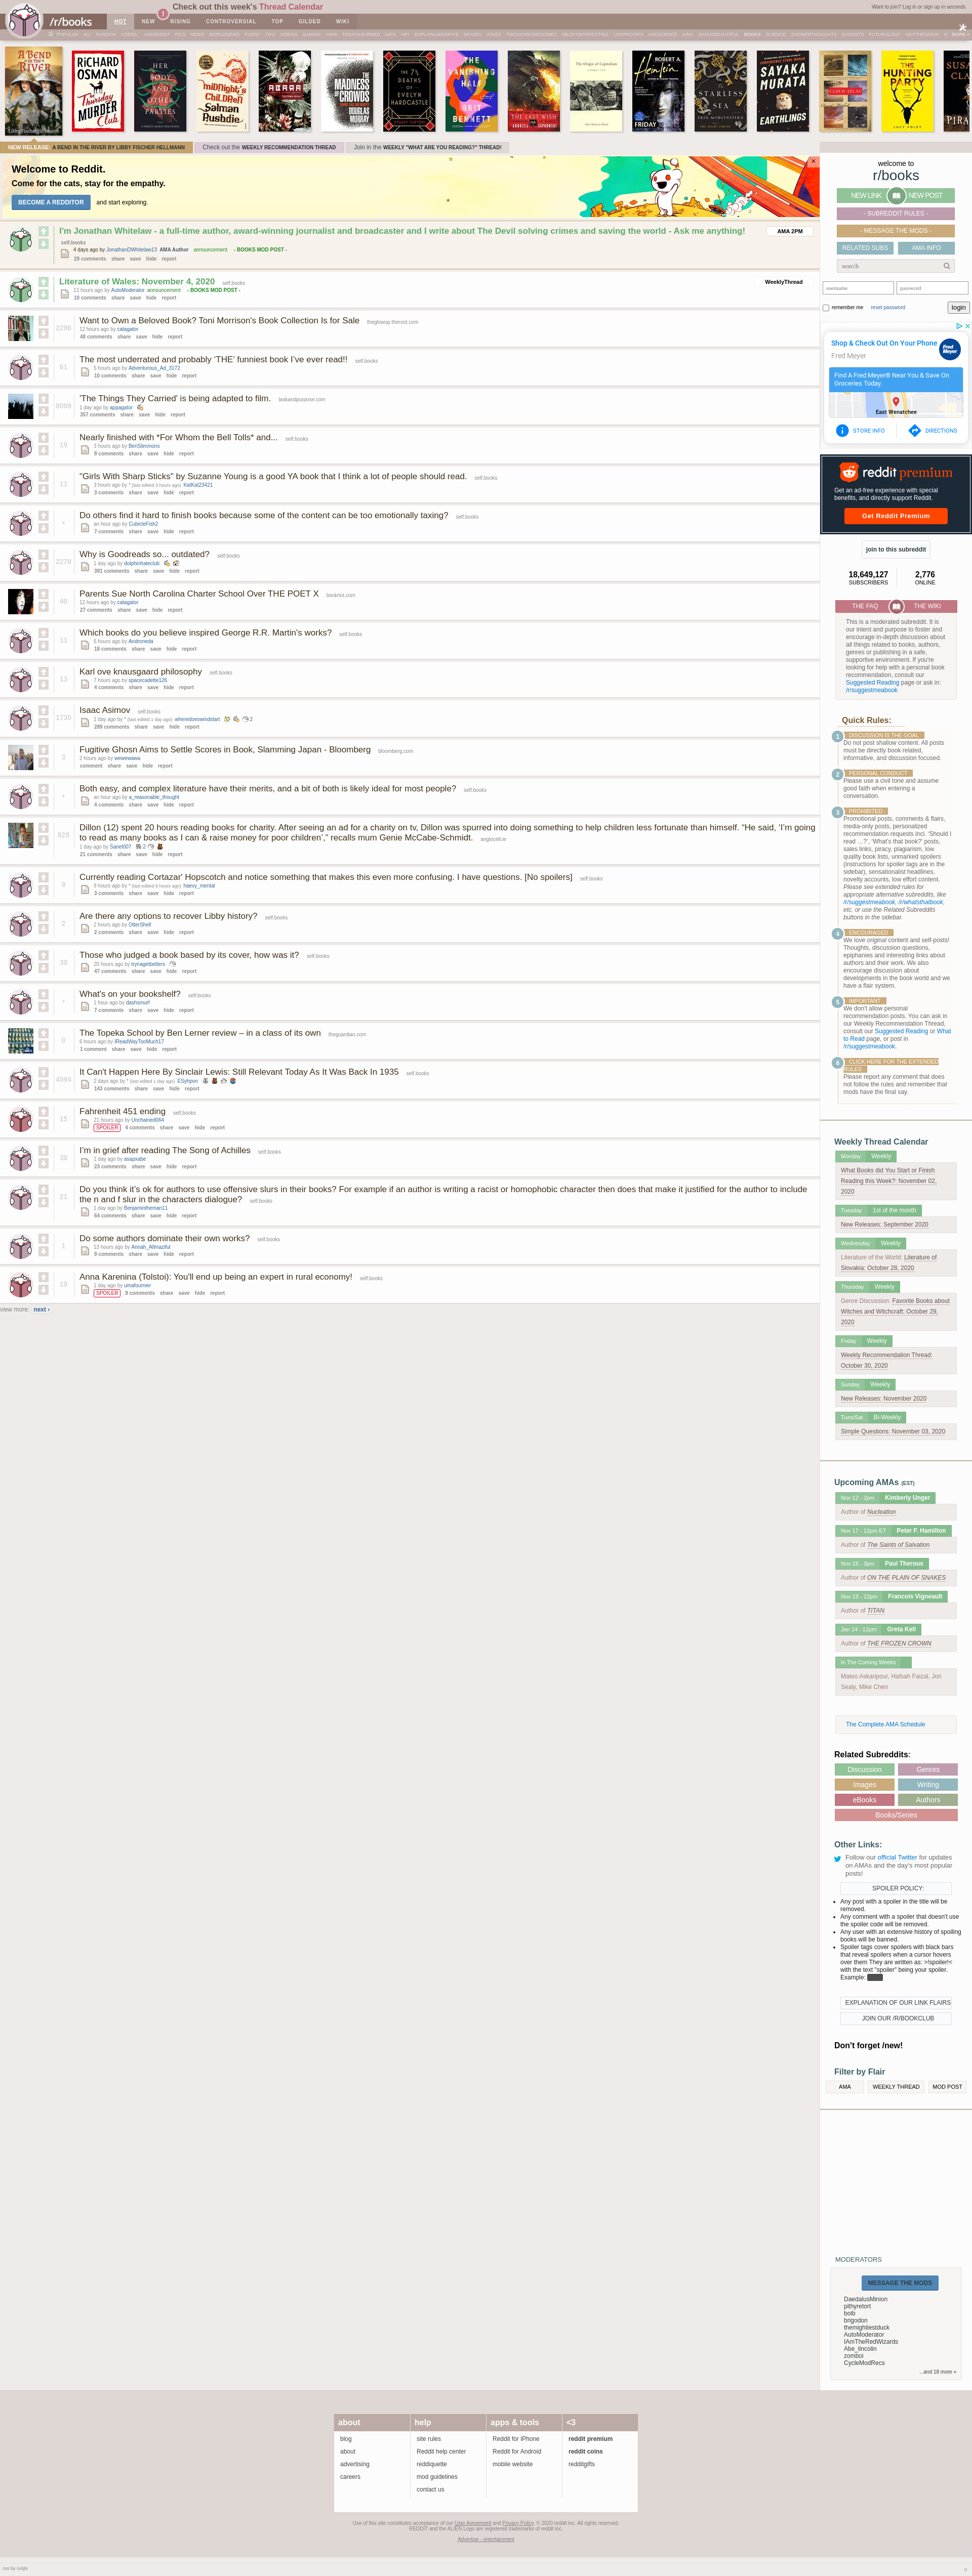 Check out this week's Thread Calendar
Want to join? Log in or sign up in seconds.
/r/books
HOT NEW RISING CONTROVERSIAL TOP GILDED WIKI
NEW RELEASE: A BEND IN THE RIVER BY LIBBY FISCHER HELLMANN
Check out the WEEKLY RECOMMENDATION THREAD
Join in the WEEKLY "WHAT ARE YOU READING?" THREAD!
Welcome to Reddit.
Come for the cats, stay for the empathy.
BECOME A REDDITOR and start exploring.
I'm Jonathan Whitelaw - a full-time author, award-winning journalist and broadcaster and I write about The Devil solving crimes and saving the world - Ask me anything!
AMA 2PM
self.books
4 days ago by JonathanDWhitelaw13 AMA Author announcement - BOOKS MOD POST -
29 comments share save hide report
Literature of Wales: November 4, 2020 self.books
WeeklyThread
13 hours ago by AutoModerator announcement - BOOKS MOD POST -
10 comments share save hide report
2296
Want to Own a Beloved Book? Toni Morrison's Book Collection Is for Sale theglowup.theroot.com
12 hours ago by catagator
48 comments share save hide report
61
The most underrated and probably 'THE' funniest book I've ever read!! self.books
5 hours ago by Adventurous_Ad_3172
10 comments share save hide report
'The Things They Carried' is being adapted to film. taskandpurpose.com
1 day ago by appagator
357 comments share save hide report
Nearly finished with *For Whom the Bell Tolls* and... self.books
3 hours ago by BenSlimmons
8 comments share save hide report
11
"Girls With Sharp Sticks" by Suzanne Young is a good YA book that I think a lot of people should read. self.books
3 hours ago by * (last edited 3 hours ago) KatKat23421
3 comments share save hide report
•
Do others find it hard to finish books because some of the content can be too emotionally taxing? self.books
an hour ago by CubicleFish2
7 comments share save hide report
2276
Why is Goodreads so... outdated? self.books
1 day ago by dolphinhateclub
391 comments share save hide report
40
Parents Sue North Carolina Charter School Over THE POET X bookriot.com
12 hours ago by catagator
27 comments share save hide report
11
Which books do you believe inspired George R.R. Martin's works? self.books
6 hours ago by Androneda
18 comments share save hide report
13
Karl ove knausgaard philosophy self.books
7 hours ago by spacecadette126
4 comments share save hide report
1730
Isaac Asimov self.books
1 day ago by * (last edited 1 day ago) wheredoeswindstart 2
289 comments share save hide report
3
Fugitive Ghosn Aims to Settle Scores in Book, Slamming Japan - Bloomberg bloomberg.com
2 hours ago by wewewawa
comment share save hide report
•
Both easy, and complex literature have their merits, and a bit of both is likely ideal for most people? self.books
an hour ago by a_reasonable_thought
4 comments share save hide report
828
Dillon (12) spent 20 hours reading books for charity. After seeing an ad for a charity on tv, Dillon was spurred into doing something to help children less fortunate than himself. "He said, 'I'm going
to read as many books as I can & raise money for poor children'," recalls mum Genie McCabe-Schmidt. anglocelt.ie
1 day ago by Sariel007 2
21 comments share save hide report
9
Currently reading Cortazar' Hopscotch and notice something that makes this even more confusing. I have questions. [No spoilers] self.books
9 hours ago by * (last edited 6 hours ago) haevy_mental
3 comments share save hide report
2
Are there any options to recover Libby history? self.books
2 hours ago by OtterShell
2 comments share save hide report
38
Those who judged a book based by its cover, how was it? self.books
20 hours ago by trynagetbetterx
47 comments share save hide report
•
What's on your bookshelf? self.books
1 hour ago by dashsmurf
7 comments share save hide report
0
The Topeka School by Ben Lerner review – in a class of its own theguardian.com
6 hours ago by IReadWayTooMuch17
1 comment share save hide report
4594
It Can't Happen Here By Sinclair Lewis: Still Relevant Today As It Was Back In 1935 self.books
2 days ago by * (last edited 1 day ago) ESyhpon
143 comments share save hide report
15
Fahrenheit 451 ending self.books
21 hours ago by Unchained064
SPOILER 4 comments share save hide report
36
I'm in grief after reading The Song of Achilles self.books
1 day ago by asapxabe
23 comments share save hide report
21
Do you think it's ok for authors to use offensive slurs in their books? For example if an author is writing a racist or homophobic character then does that make it justified for the author to include
the n and f slur in the characters dialogue? self.books
1 day ago by Benjamintheman11
64 comments share save hide report
1
Do some authors dominate their own works? self.books
13 hours ago by Annah_Alimaziful
9 comments share save hide report
Anna Karenina (Tolstoi): You'll end up being an expert in rural economy! self.books
1 day ago by umafournier
SPOILER 8 comments share save hide report
view more: next ›
welcome to
r/books
NEW LINK NEW POST
- SUBREDDIT RULES -
- MESSAGE THE MODS -
RELATED SUBS AMA INFO
search
username password
remember me reset password login
Shop & Check Out On Your Phone
Fred Meyer
Find A Fred Meyer® Near You & Save On
Groceries Today.
East Wenatchee
STORE INFO DIRECTIONS
reddit premium
Get an ad-free experience with special
benefits, and directly support Reddit.
Get Reddit Premium
join to this subreddit
18,649,127 2,776
SUBSCRIBERS ONLINE
THE FAQ THE WIKI
This is a moderated subreddit. It is
our intent and purpose to foster and
encourage in-depth discussion about
all things related to books, authors,
genres or publishing in a safe,
supportive environment. If you're
looking for help with a personal book
recommendation, consult our
Suggested Reading page or ask in:
/r/suggestmeabook
Quick Rules:
1 DISCUSSION IS THE GOAL
Do not post shallow content. All posts
must be directly book related,
informative, and discussion focused.
2 PERSONAL CONDUCT
Please use a civil tone and assume
good faith when entering a
conversation.
3 PROHIBITED
Promotional posts, comments & flairs,
media-only posts, personalized
recommendation requests incl. 'Should I
read …?', 'What's that book?' posts,
sales links, piracy, plagiarism, low
quality book lists, unmarked spoilers
(instructions for spoiler tags are in the
sidebar), sensationalist headlines,
novelty accounts, low effort content.
Please see extended rules for
appropriate alternative subreddits, like
/r/suggestmeabook, /r/whatsthatbook,
etc. or use the Related Subreddits
buttons in the sidebar.
4 ENCOURAGED
We love original content and self-posts!
Thoughts, discussion questions,
epiphanies and interesting links about
authors and their work. We also
encourage discussion about
developments in the book world and we
have a flair system.
5 IMPORTANT
We don't allow personal
recommendation posts. You can ask in
our Weekly Recommendation Thread,
consult our Suggested Reading or What
to Read page, or post in
/r/suggestmeabook.
6 CLICK HERE FOR THE EXTENDED
RULES
Please report any comment that does
not follow the rules and remember that
mods have the final say.
Weekly Thread Calendar
Monday Weekly
What Books did You Start or Finish
Reading this Week?: November 02,
2020
Tuesday 1st of the month
New Releases: September 2020
Wednesday Weekly
Literature of the World: Literature of
Slovakia: October 28, 2020
Thursday Weekly
Genre Discussion: Favorite Books about
Witches and Witchcraft: October 29,
2020
Friday Weekly
Weekly Recommendation Thread:
October 30, 2020
Sunday Weekly
New Releases: November 2020
Tues/Sat Bi-Weekly
Simple Questions: November 03, 2020
Upcoming AMAs (EST)
Nov 12 - 2pm Kimberly Unger
Author of Nucleation
Nov 17 - 12pm ET Peter F. Hamilton
Author of The Saints of Salvation
Nov 18 - 3pm Paul Theroux
Author of ON THE PLAIN OF SNAKES
Nov 19 - 12pm Francois Vigneault
Author of TITAN
Jan 14 - 12pm Greta Kell
Author of THE FROZEN CROWN
In The Coming Weeks
Mateo Askaripour, Hafsah Faizal, Jon
Sealy, Mike Chen
The Complete AMA Schedule
Related Subreddits:
Discussion Genres
Images Writing
eBooks Authors
Books/Series
Other Links:
Follow our official Twitter for updates
on AMAs and the day's most popular
posts!
SPOILER POLICY:
Any post with a spoiler in the title will be
removed.
Any comment with a spoiler that doesn't use
the spoiler code will be removed.
Any user with an extensive history of spoiling
books will be banned.
Spoiler tags cover spoilers with black bars
that reveal spoilers when a cursor hovers
over them They are written as: >!spoiler!<
with the text "spoiler" being your spoiler.
Example:
EXPLANATION OF OUR LINK FLAIRS
JOIN OUR /R/BOOKCLUB
Don't forget /new!
Filter by Flair
AMA WEEKLY THREAD MOD POST
MODERATORS
MESSAGE THE MODS
DaedalusMinion
pithyretort
boib
brigodon
themightiestduck
AutoModerator
IAmTheRedWizards
Abe_lincolin
zomboi
CycleModRecs
...and 18 more »
about help apps & tools <3
blog site rules Reddit for iPhone reddit premium
about Reddit help center Reddit for Android reddit coins
advertising reddiquette mobile website redditgifts
careers mod guidelines
contact us
Use of this site constitutes acceptance of our User Agreement and Privacy Policy. © 2020 reddit inc. All rights reserved.
REDDIT and the ALIEN Logo are registered trademarks of reddit inc.
Advertise - entertainment